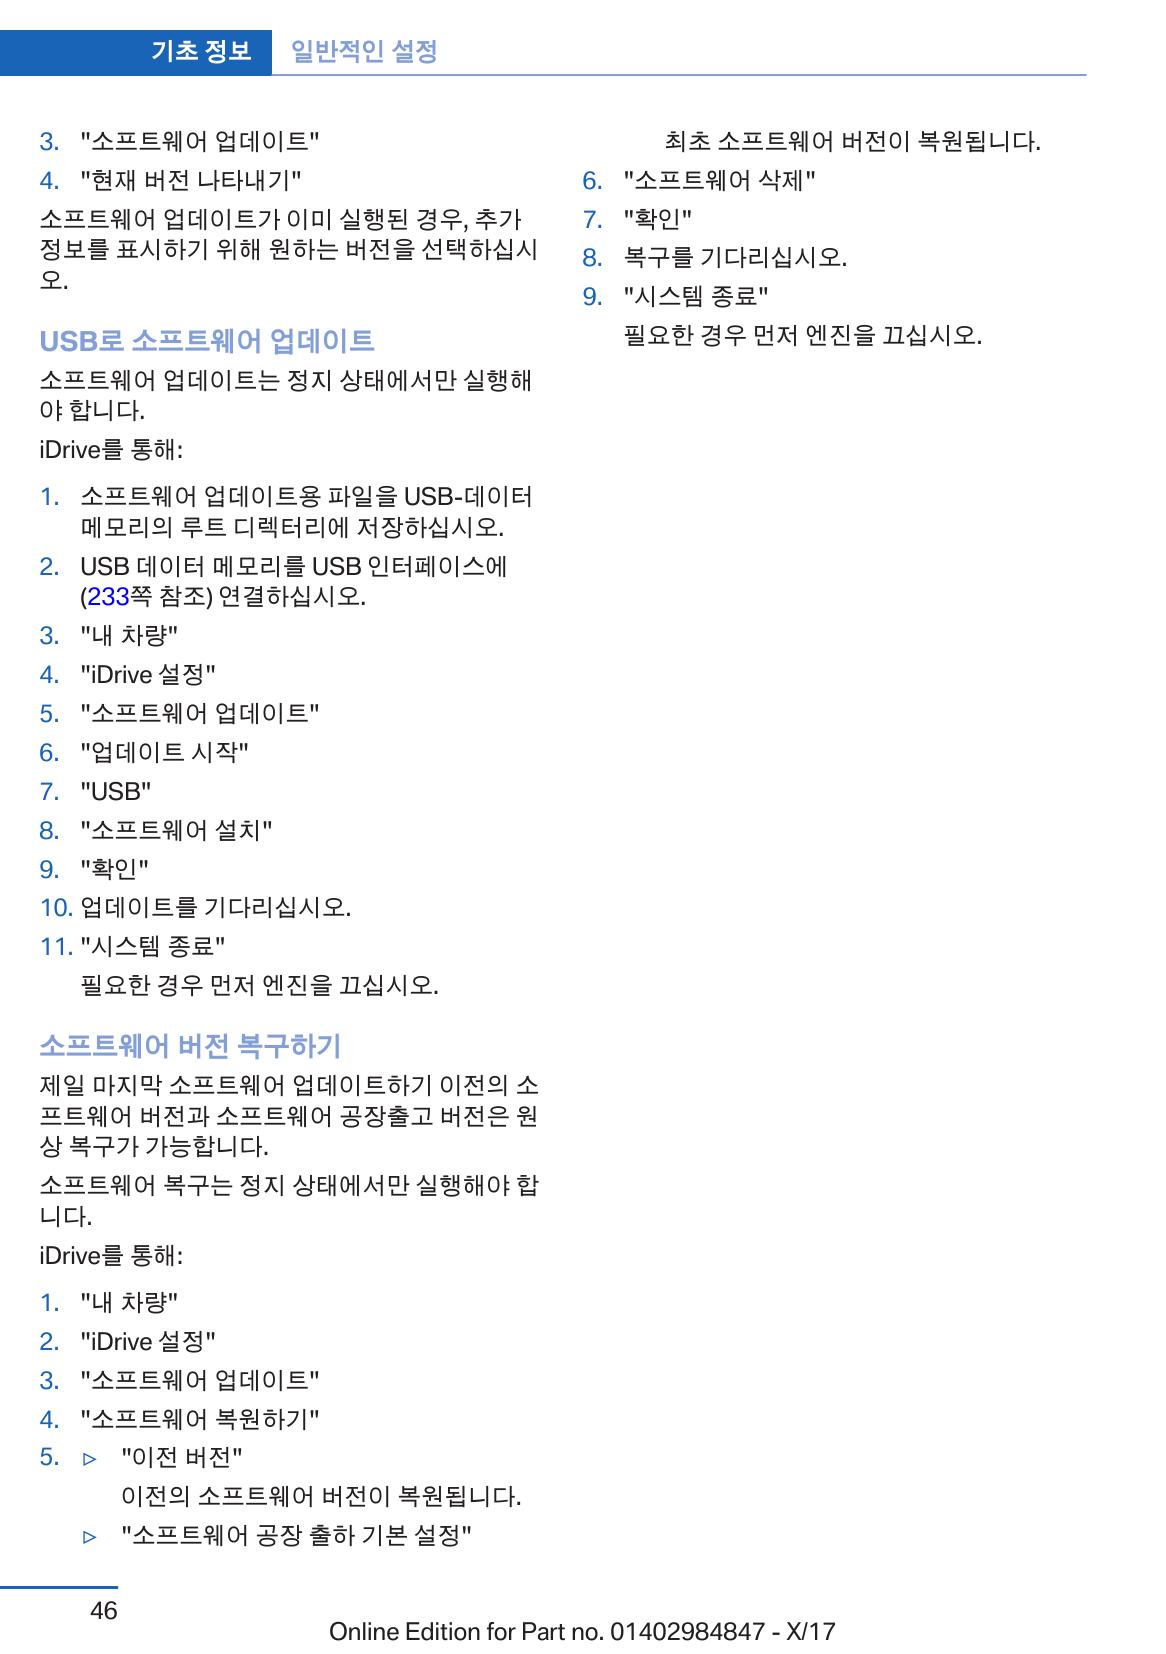 기초 정보 일반적인 설정
3. "소프트웨어 업데이트"
4. "현재 버전 나타내기"
소프트웨어 업데이트가 이미 실행된 경우, 추가
정보를 표시하기 위해 원하는 버전을 선택하십시
오.
USB로 소프트웨어 업데이트
소프트웨어 업데이트는 정지 상태에서만 실행해
야 합니다.
iDrive를 통해:
1. 소프트웨어 업데이트용 파일을 USB-데이터
메모리의 루트 디렉터리에 저장하십시오.
2. USB 데이터 메모리를 USB 인터페이스에
(233쪽 참조) 연결하십시오.
3. "내 차량"
4. "iDrive 설정"
5. "소프트웨어 업데이트"
6. "업데이트 시작"
7. "USB"
8. "소프트웨어 설치"
9. "확인"
10. 업데이트를 기다리십시오.
11. "시스템 종료"
필요한 경우 먼저 엔진을 끄십시오.
소프트웨어 버전 복구하기
제일 마지막 소프트웨어 업데이트하기 이전의 소
프트웨어 버전과 소프트웨어 공장출고 버전은 원
상 복구가 가능합니다.
소프트웨어 복구는 정지 상태에서만 실행해야 합
니다.
iDrive를 통해:
1. "내 차량"
2. "iDrive 설정"
3. "소프트웨어 업데이트"
4. "소프트웨어 복원하기"
5. ▷ "이전 버전"
이전의 소프트웨어 버전이 복원됩니다.
▷ "소프트웨어 공장 출하 기본 설정"
최초 소프트웨어 버전이 복원됩니다.
6. "소프트웨어 삭제"
7. "확인"
8. 복구를 기다리십시오.
9. "시스템 종료"
필요한 경우 먼저 엔진을 끄십시오.
46
Online Edition for Part no. 01402984847 - X/17